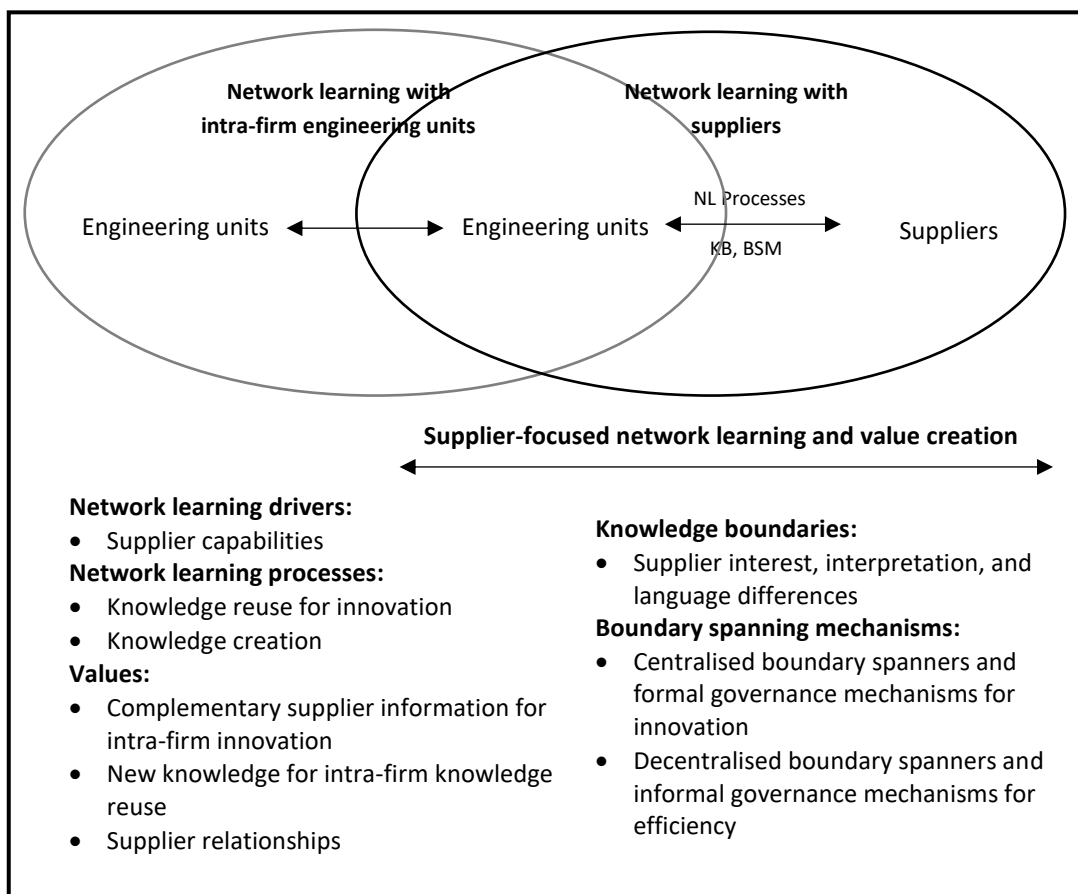 Network learning with
intra-firm engineering units
Network learning with
suppliers
Engineering units
Engineering units
NL Processes
KB, BSM
Suppliers
Supplier-focused network learning and value creation
Network learning drivers:
• Supplier capabilities
Network learning processes:
• Knowledge reuse for innovation
• Knowledge creation
Values:
• Complementary supplier information for
intra-firm innovation
• New knowledge for intra-firm knowledge
reuse
• Supplier relationships
Knowledge boundaries:
• Supplier interest, interpretation, and
language differences
Boundary spanning mechanisms:
• Centralised boundary spanners and
formal governance mechanisms for
innovation
• Decentralised boundary spanners and
informal governance mechanisms for
efficiency